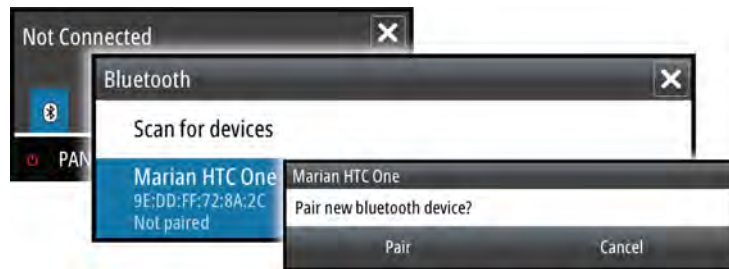 Not Connected
Bluetooth
Scan for devices
PAN
Marian HTC One
9E:DD:FF:72:8A:2C
Not paired
Marian HTC One
Pair new bluetooth device?
Pair Cancel